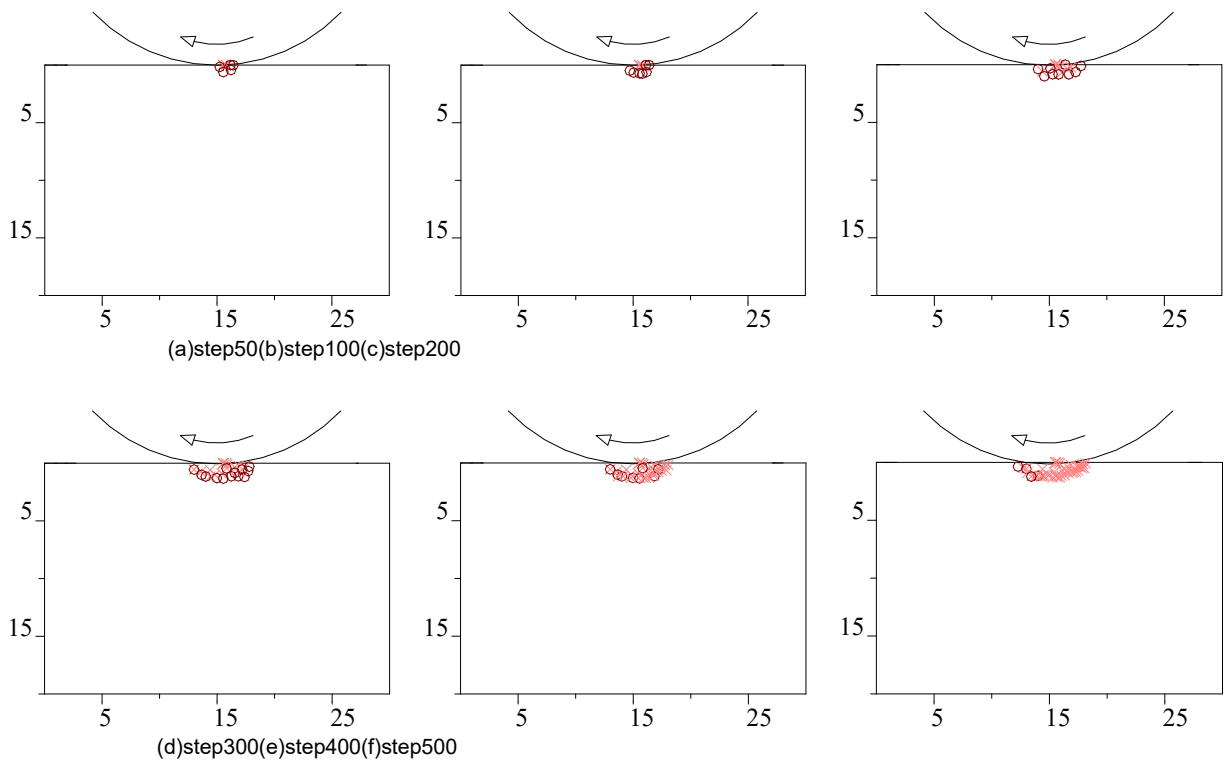 5 5 5
15 15 15
5 15 25 5 15 25 5 15 25
(a)step50(b)step100(c)step200
5 5 5
15 15 15
5 15 25 5 15 25 5 15 25
(d)step300(e)step400(f)step500